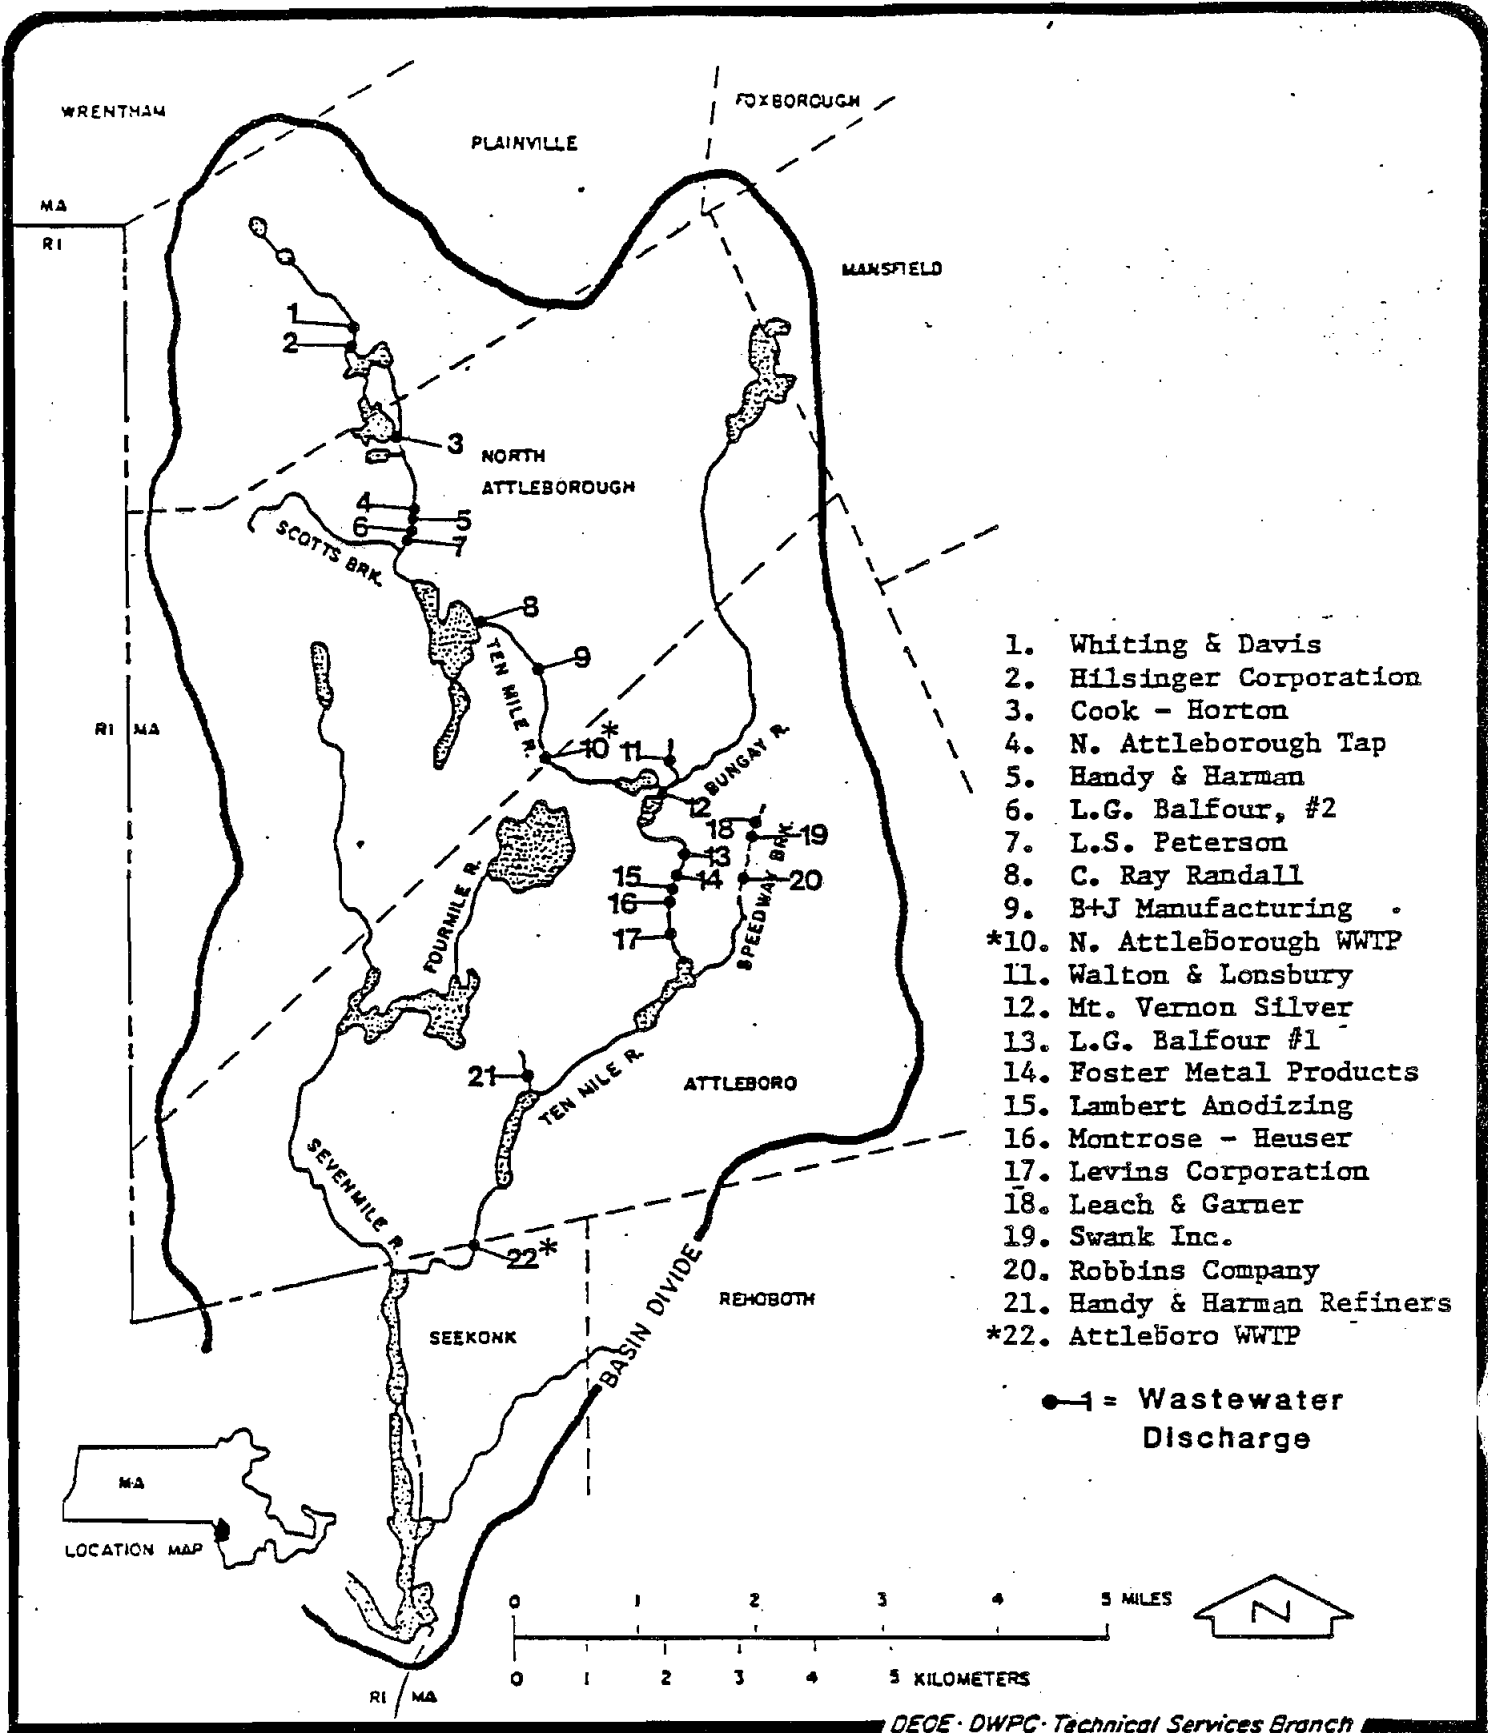 WRENTHAM
FOXBOROUGH
PLAINVILLE
MA
RI
MANSFIELD
1
2
3
NORTH
ATTLEBOROUGH
4
5
6
7
SCOTTS BRK.
8
9
TEN MILE R.
RI MA
10*
11
BUNGAY R.
12
18
19
13
14
15
20
16
17
SPEEDWAY BRK.
FOURMILE R.
21
TEN MILE R.
ATTLEBORO
SEVENMILE R.
22*
BASIN DIVIDE
REHOBOTH
SEEKONK
1. Whiting & Davis
2. Hilsinger Corporation
3. Cook - Horton
4. N. Attleborough Tap
5. Handy & Harman
6. L.G. Balfour, #2
7. L.S. Peterson
8. C. Ray Randall
9. B+J Manufacturing
*10. N. Attleborough WWTP
11. Walton & Lonsbury
12. Mt. Vernon Silver
13. L.G. Balfour #1
14. Foster Metal Products
15. Lambert Anodizing
16. Montrose - Heuser
17. Levins Corporation
18. Leach & Garner
19. Swank Inc.
20. Robbins Company
21. Handy & Harman Refiners
*22. Attleboro WWTP
1 = Wastewater
Discharge
MA
LOCATION MAP
0 1 2 3 4 5 MILES
0 1 2 3 4 5 KILOMETERS
N
RI MA
DEQE · DWPC · Technical Services Branch